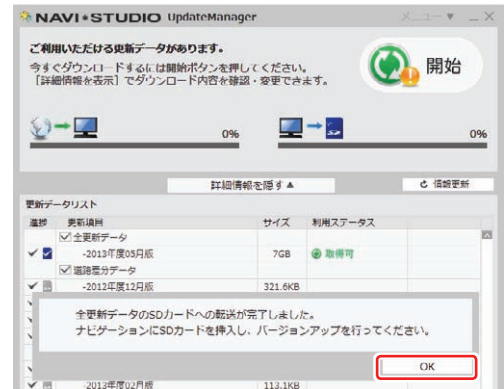 NAVI•STUDIO UpdateManager
メニュー ▼ _ X
ご利用いただける更新データがあります。
今すぐダウンロードするには開始ボタンを押してください。
[詳細情報を表示]でダウンロード内容を確認・変更できます。
開始
0%
0%
詳細情報を隠す▲
情報更新
更新データリスト
進捗 更新項目 サイズ 利用ステータス
全更新データ
-2013年度05月版 7GB 取得可
道路差分データ
-2012年度12月版 321.6KB
全更新データのSDカードへの転送が完了しました。
ナビゲーションにSDカードを挿入し、バージョンアップを行ってください。
OK
-2013年度02月版 113.1KB